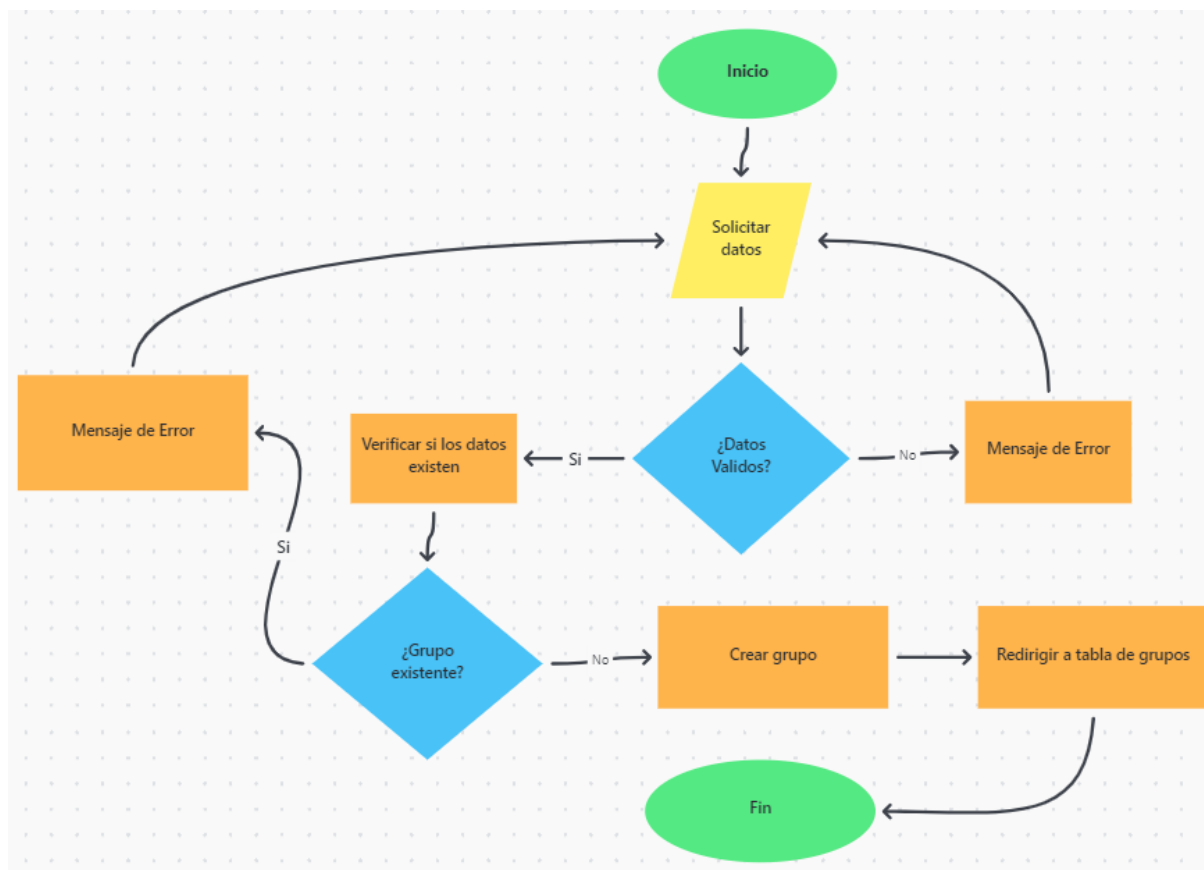 Inicio
Solicitar
datos
Mensaje de Error
Verificar si los datos
existen
Si
¿Datos
Validos?
No
Mensaje de Error
Si
¿Grupo
existente?
No
Crear grupo
Redirigir a tabla de grupos
Fin